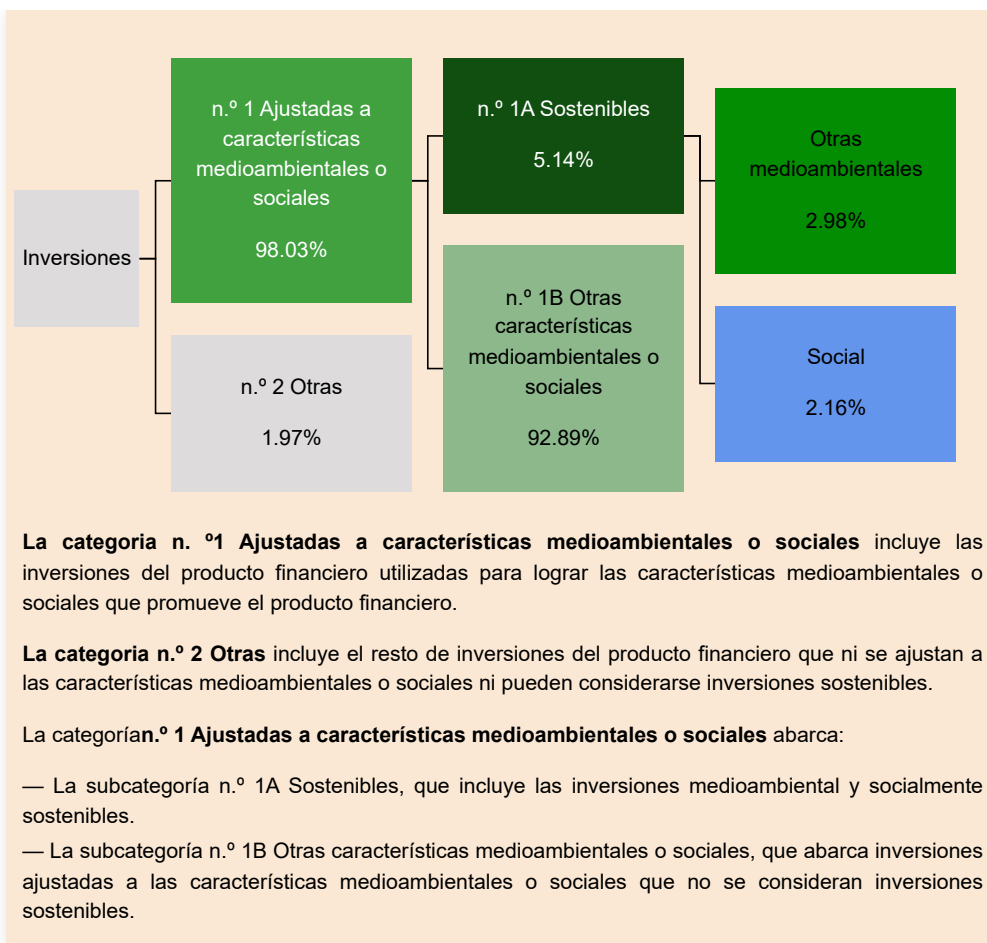 Inversiones
n.º 1 Ajustadas a
características
medioambientales o
sociales
98.03%
n.º 2 Otras
1.97%
n.º 1A Sostenibles
5.14%
n.º 1B Otras
características
medioambientales o
sociales
92.89%
Otras
medioambientales
2.98%
Social
2.16%
La categoria n. º1 Ajustadas a características medioambientales o sociales incluye las
inversiones del producto financiero utilizadas para lograr las características medioambientales o
sociales que promueve el producto financiero.
La categoria n.º 2 Otras incluye el resto de inversiones del producto financiero que ni se ajustan a
las características medioambientales o sociales ni pueden considerarse inversiones sostenibles.
La categorían.º 1 Ajustadas a características medioambientales o sociales abarca:
— La subcategoría n.º 1A Sostenibles, que incluye las inversiones medioambiental y socialmente
sostenibles.
— La subcategoría n.º 1B Otras características medioambientales o sociales, que abarca inversiones
ajustadas a las características medioambientales o sociales que no se consideran inversiones
sostenibles.